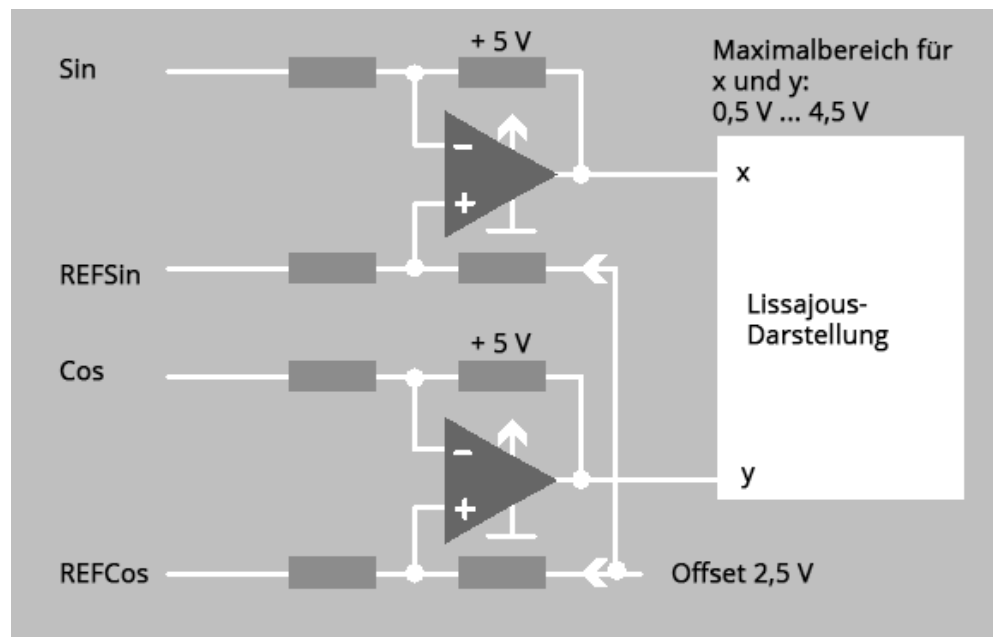 Sin
+ 5 V
Maximalbereich für
x und y:
0,5 V ... 4,5 V
−
x
+
REFSin
Lissajous-
Darstellung
+ 5 V
Cos
−
y
+
REFCos
Offset 2,5 V